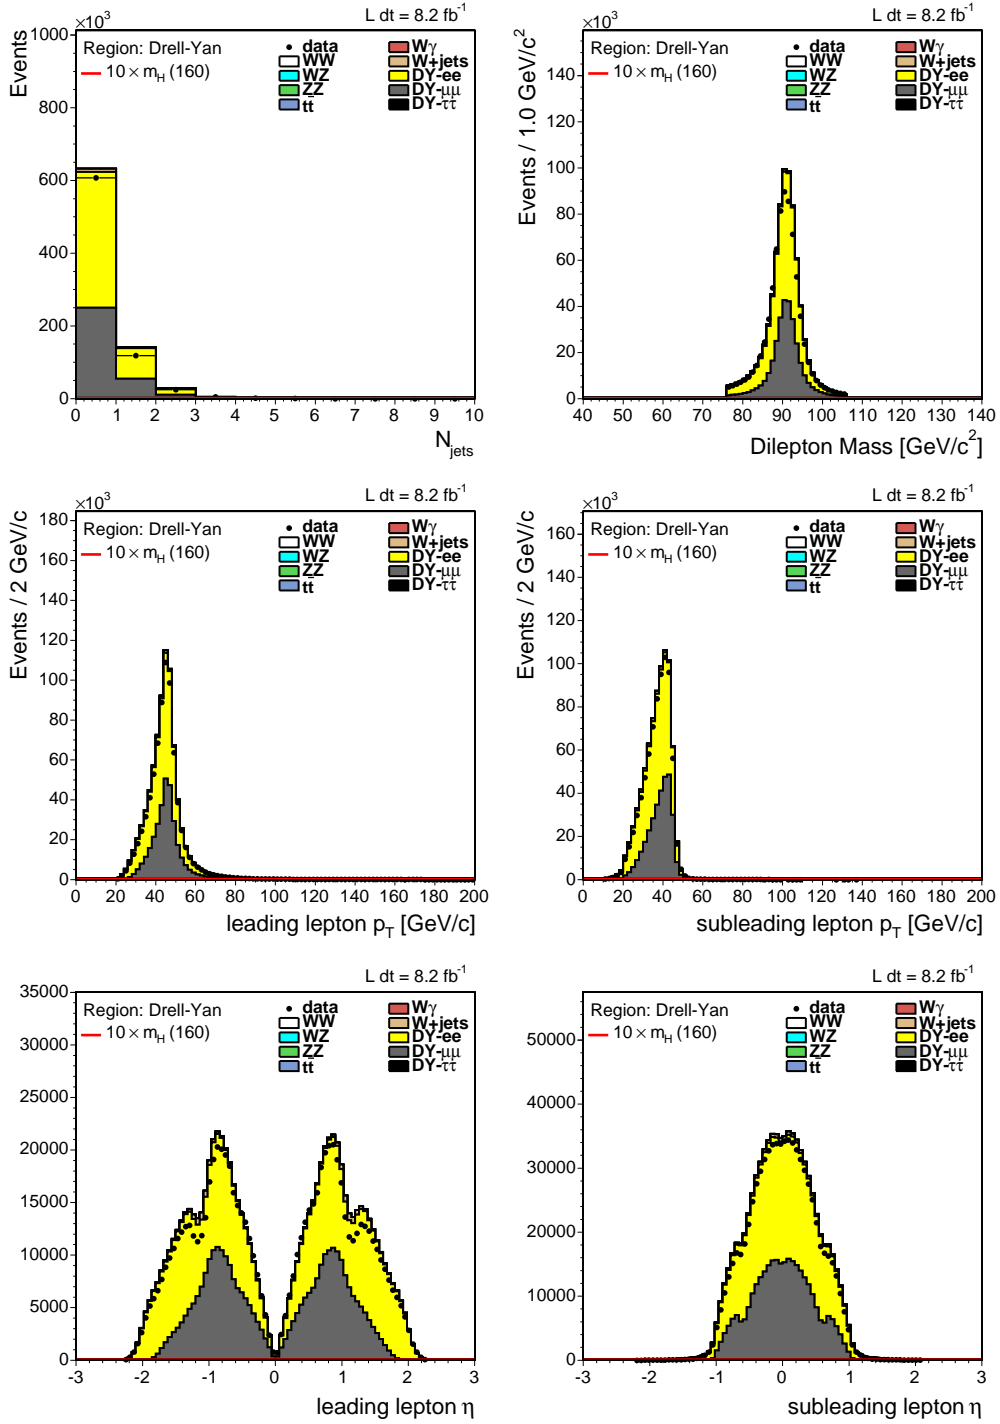 L dt = 8.2 fb⁻¹
×10³
Events
Region: Drell-Yan
10 × m_H (160)
data
WW
WZ
ZZ
tt̄
Wγ
W+jets
DY-ee
DY-μμ
DY-ττ
1000
800
600
400
200
0
0 1 2 3 4 5 6 7 8 9 10
N_jets
L dt = 8.2 fb⁻¹
×10³
Events / 1.0 GeV/c²
Region: Drell-Yan
10 × m_H (160)
data
WW
WZ
ZZ
tt̄
Wγ
W+jets
DY-ee
DY-μμ
DY-ττ
140
120
100
80
60
40
20
0
40 50 60 70 80 90 100 110 120 130 140
Dilepton Mass [GeV/c²]
L dt = 8.2 fb⁻¹
×10³
Events / 2 GeV/c
Region: Drell-Yan
10 × m_H (160)
data
WW
WZ
ZZ
tt̄
Wγ
W+jets
DY-ee
DY-μμ
DY-ττ
180
160
140
120
100
80
60
40
20
0
0 20 40 60 80 100 120 140 160 180 200
leading lepton p_T [GeV/c]
L dt = 8.2 fb⁻¹
×10³
Events / 2 GeV/c
Region: Drell-Yan
10 × m_H (160)
data
WW
WZ
ZZ
tt̄
Wγ
W+jets
DY-ee
DY-μμ
DY-ττ
160
140
120
100
80
60
40
20
0
0 20 40 60 80 100 120 140 160 180 200
subleading lepton p_T [GeV/c]
L dt = 8.2 fb⁻¹
Region: Drell-Yan
10 × m_H (160)
data
WW
WZ
ZZ
tt̄
Wγ
W+jets
DY-ee
DY-μμ
DY-ττ
35000
30000
25000
20000
15000
10000
5000
0
-3 -2 -1 0 1 2 3
leading lepton η
L dt = 8.2 fb⁻¹
Region: Drell-Yan
10 × m_H (160)
data
WW
WZ
ZZ
tt̄
Wγ
W+jets
DY-ee
DY-μμ
DY-ττ
50000
40000
30000
20000
10000
0
-3 -2 -1 0 1 2 3
subleading lepton η